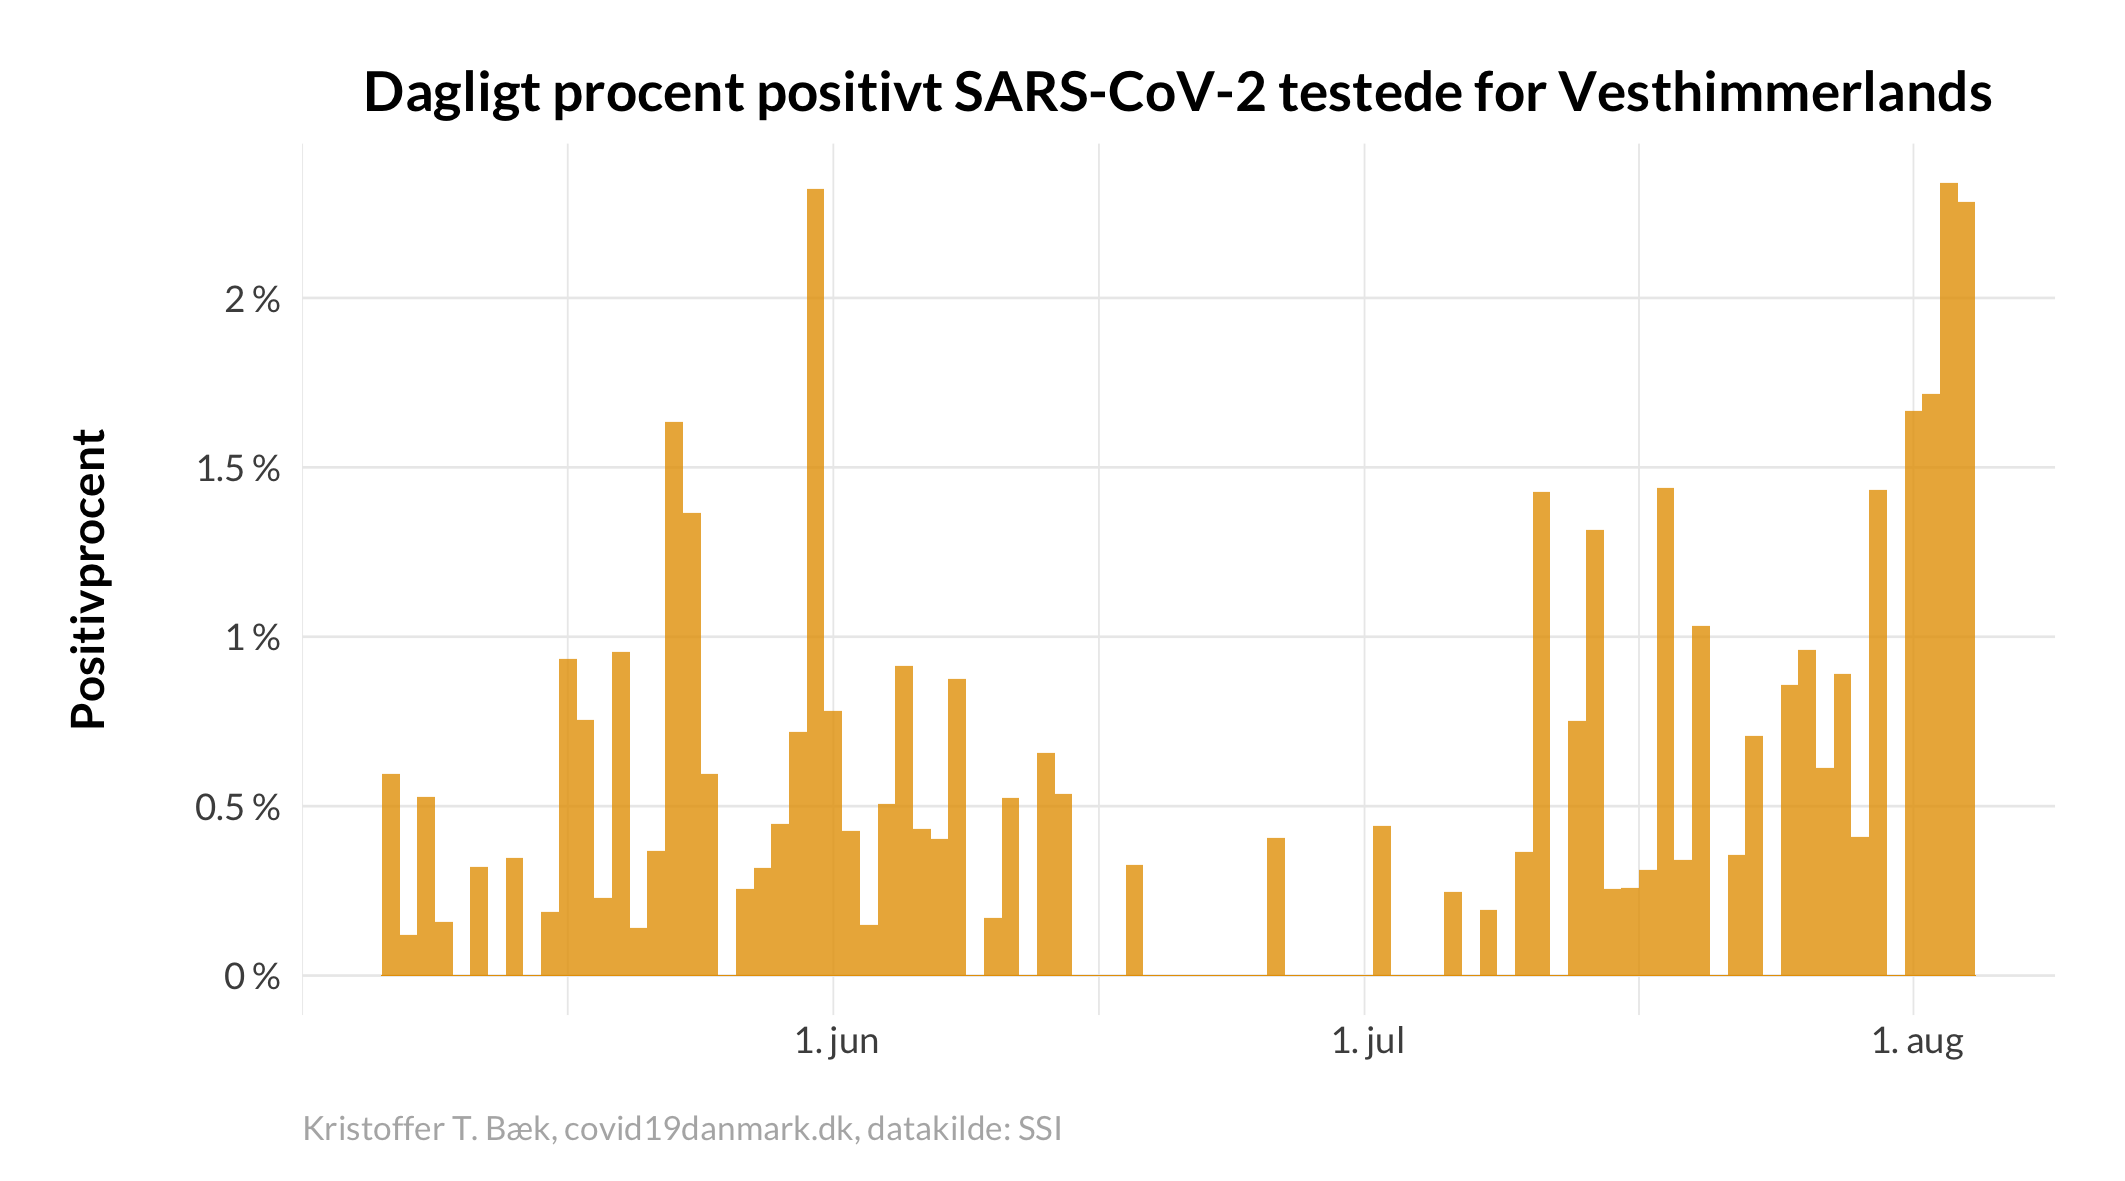 Dagligt procent positivt SARS-CoV-2 testede for Vesthimmerlands
Positivprocent
2 %
1.5 %
1 %
0.5 %
0 %
1. jun
1. jul
1. aug
Kristoffer T. Bæk, covid19danmark.dk, datakilde: SSI